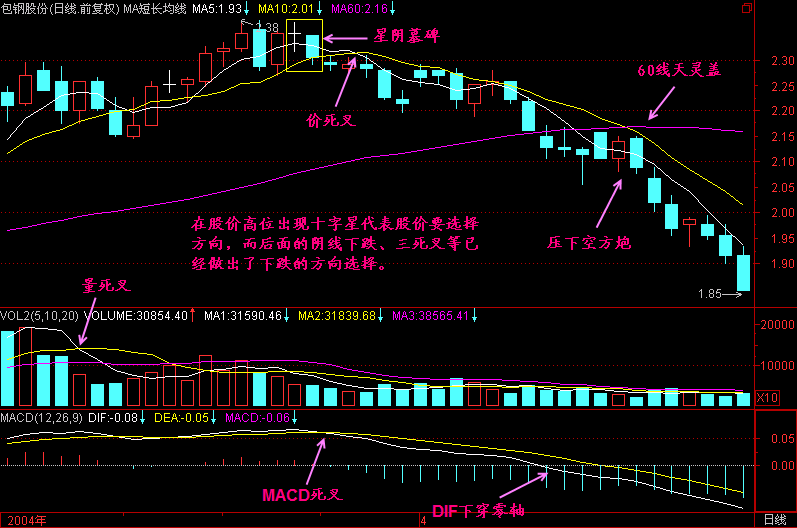 包钢股份(日线.前复权) MA短长均线 MA5:1.93↓ MA10:2.01↓ MA60:2.16↓
2.38
星阴墓碑
2.30
60线天灵盖
2.25
2.20
价死叉
2.15
2.10
2.05
在股价高位出现十字星代表股价要选择
方向，而后面的阴线下跌、三死叉等已
经做出了下跌的方向选择。
2.00
压下空方炮
1.95
1.90
量死叉
1.85
VOL2(5,10,20) VOLUME:30854.40↑ MA1:31590.46↓ MA2:31839.68↓ MA3:38565.41↓
20000
10000
X10
MACD(12,26,9) DIF:-0.08↓ DEA:-0.05↓ MACD:-0.06↓
0.05
0.00
MACD死叉
DIF下穿零轴
2004年
4
日线